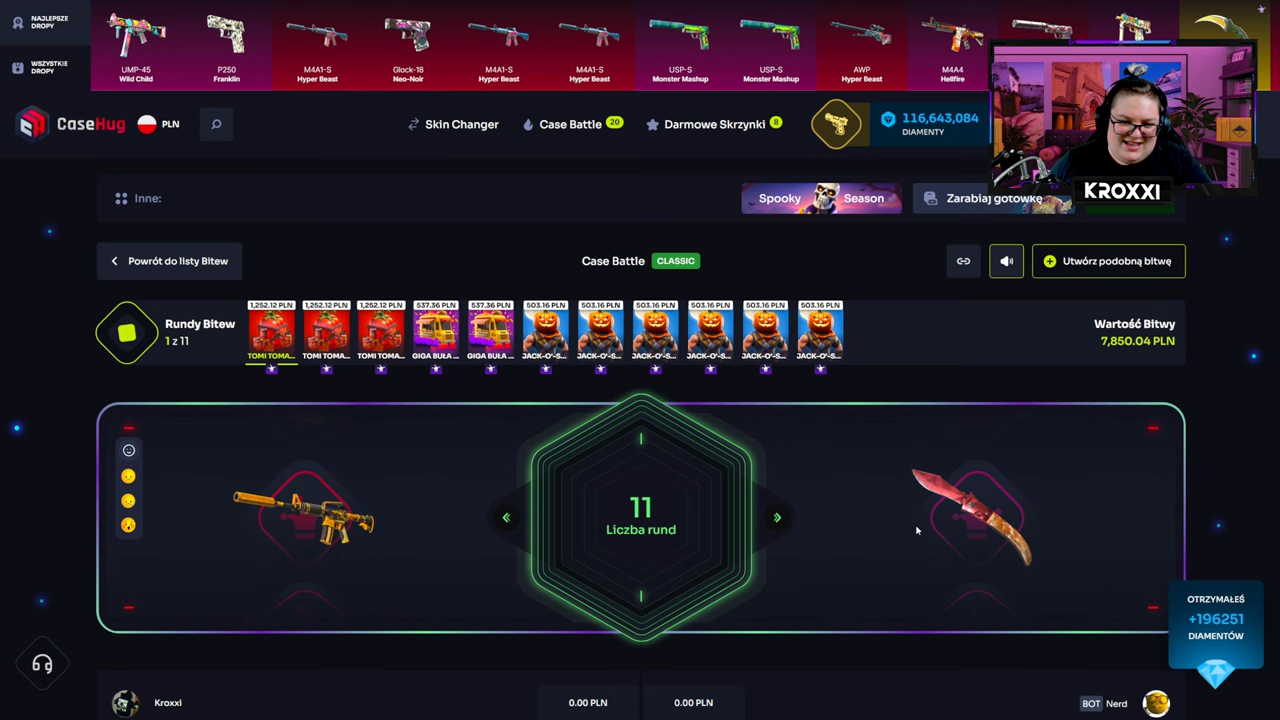 NAJLEPSZE
DROPY
WSZYSTKIE
DROPY
UMP-45
Wild Child
P250
Franklin
M4A1-S
Hyper Beast
Glock-18
Neo-Noir
M4A1-S
Hyper Beast
M4A1-S
Hyper Beast
USP-S
Monster Mashup
USP-S
Monster Mashup
AWP
Hyper Beast
M4A4
Hellfire
CaseHug
PLN
Skin Changer
Case Battle 20
Darmowe Skrzynki 8
116,643,084
DIAMENTY
KROXXI
Inne:
Spooky Season
Zarabiaj gotówkę
Powrót do listy Bitew
Case Battle CLASSIC
Utwórz podobną bitwę
Rundy Bitew
1 z 11
1,252.12 PLN
TOMI TOMA...
1,252.12 PLN
TOMI TOMA...
1,252.12 PLN
TOMI TOMA...
537.36 PLN
GIGA BUŁA ...
537.36 PLN
GIGA BUŁA ...
503.16 PLN
JACK-O'-S...
503.16 PLN
JACK-O'-S...
503.16 PLN
JACK-O'-S...
503.16 PLN
JACK-O'-S...
503.16 PLN
JACK-O'-S...
503.16 PLN
JACK-O'-S...
Wartość Bitwy
7,850.04 PLN
11
Liczba rund
OTRZYMAŁEŚ
+196251
DIAMENTÓW
Kroxxi
0.00 PLN
0.00 PLN
BOT Nerd